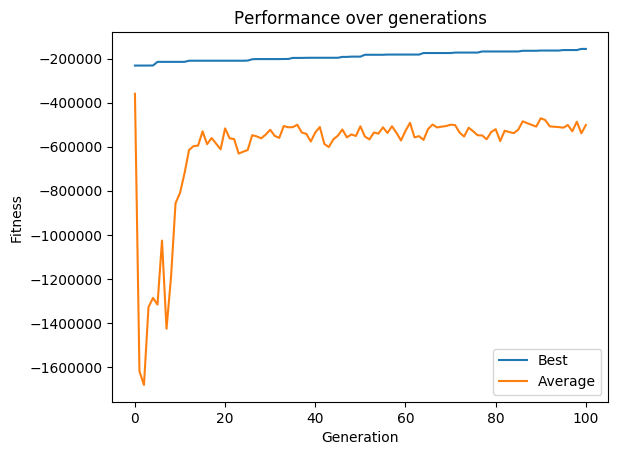 Performance over generations
−200000
−400000
−600000
−800000
−1000000
−1200000
−1400000
−1600000
Fitness
0 20 40 60 80 100
Generation
Best
Average